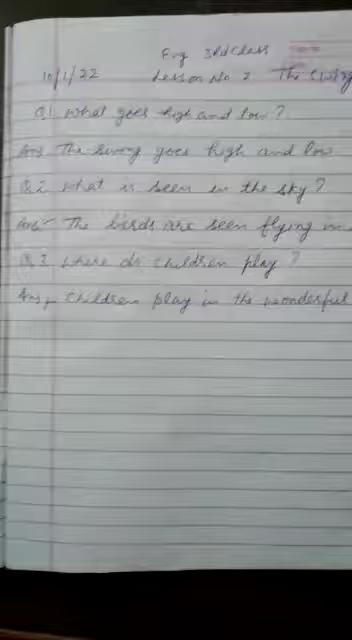 Eng 3rd Class
10/1/22 Lesson No 2 The Swing
Q1 What goes high and low?
Ans The Swing goes high and low
Q.2 What is seen in the sky?
Ans- The birds are seen flying in
Q.3 Where do children play?
Ans- Children play in the wonderful